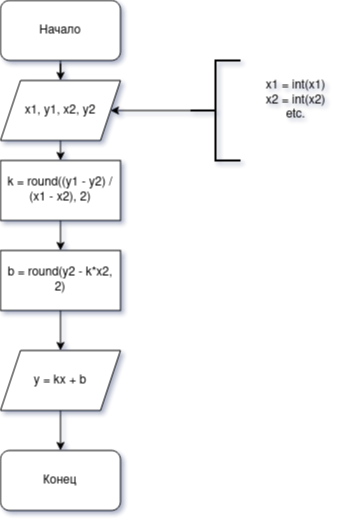 Начало
x1, y1, x2, y2
x1 = int(x1)
x2 = int(x2)
etc.
k = round((y1 - y2) /
(x1 - x2), 2)
b = round(y2 - k*x2,
2)
y = kx + b
Конец